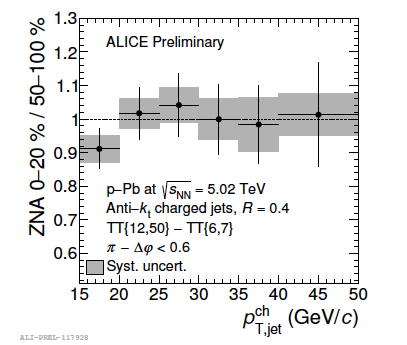 ZNA 0–20 % / 50–100 %
1.3
1.2
1.1
1
0.9
0.8
0.7
0.6
ALICE Preliminary
p–Pb at √sNN = 5.02 TeV
Anti–kt charged jets, R = 0.4
TT{12,50} – TT{6,7}
π – Δφ < 0.6
Syst. uncert.
15 20 25 30 35 40 45 50
p ch T,jet (GeV/c)
ALI-PREL-117928